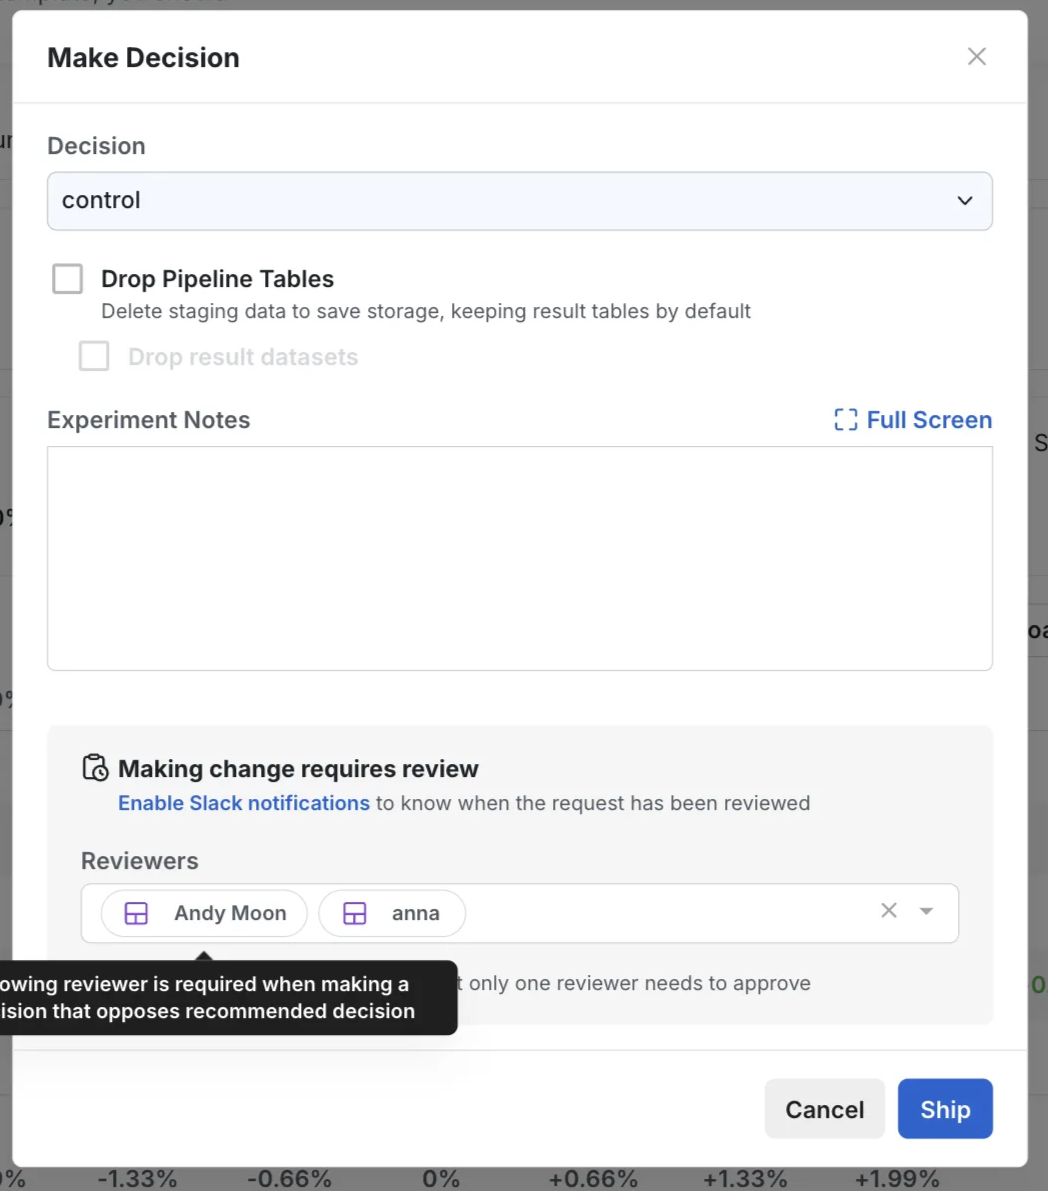 Make Decision
Decision
control
Drop Pipeline Tables
Delete staging data to save storage, keeping result tables by default
Drop result datasets
Experiment Notes
Full Screen
Making change requires review
Enable Slack notifications to know when the request has been reviewed
Reviewers
Andy Moon
anna
reviewer is required when making a
that opposes recommended decision
only one reviewer needs to approve
Cancel
Ship
-1.33%
-0.66%
0%
+0.66%
+1.33%
+1.99%